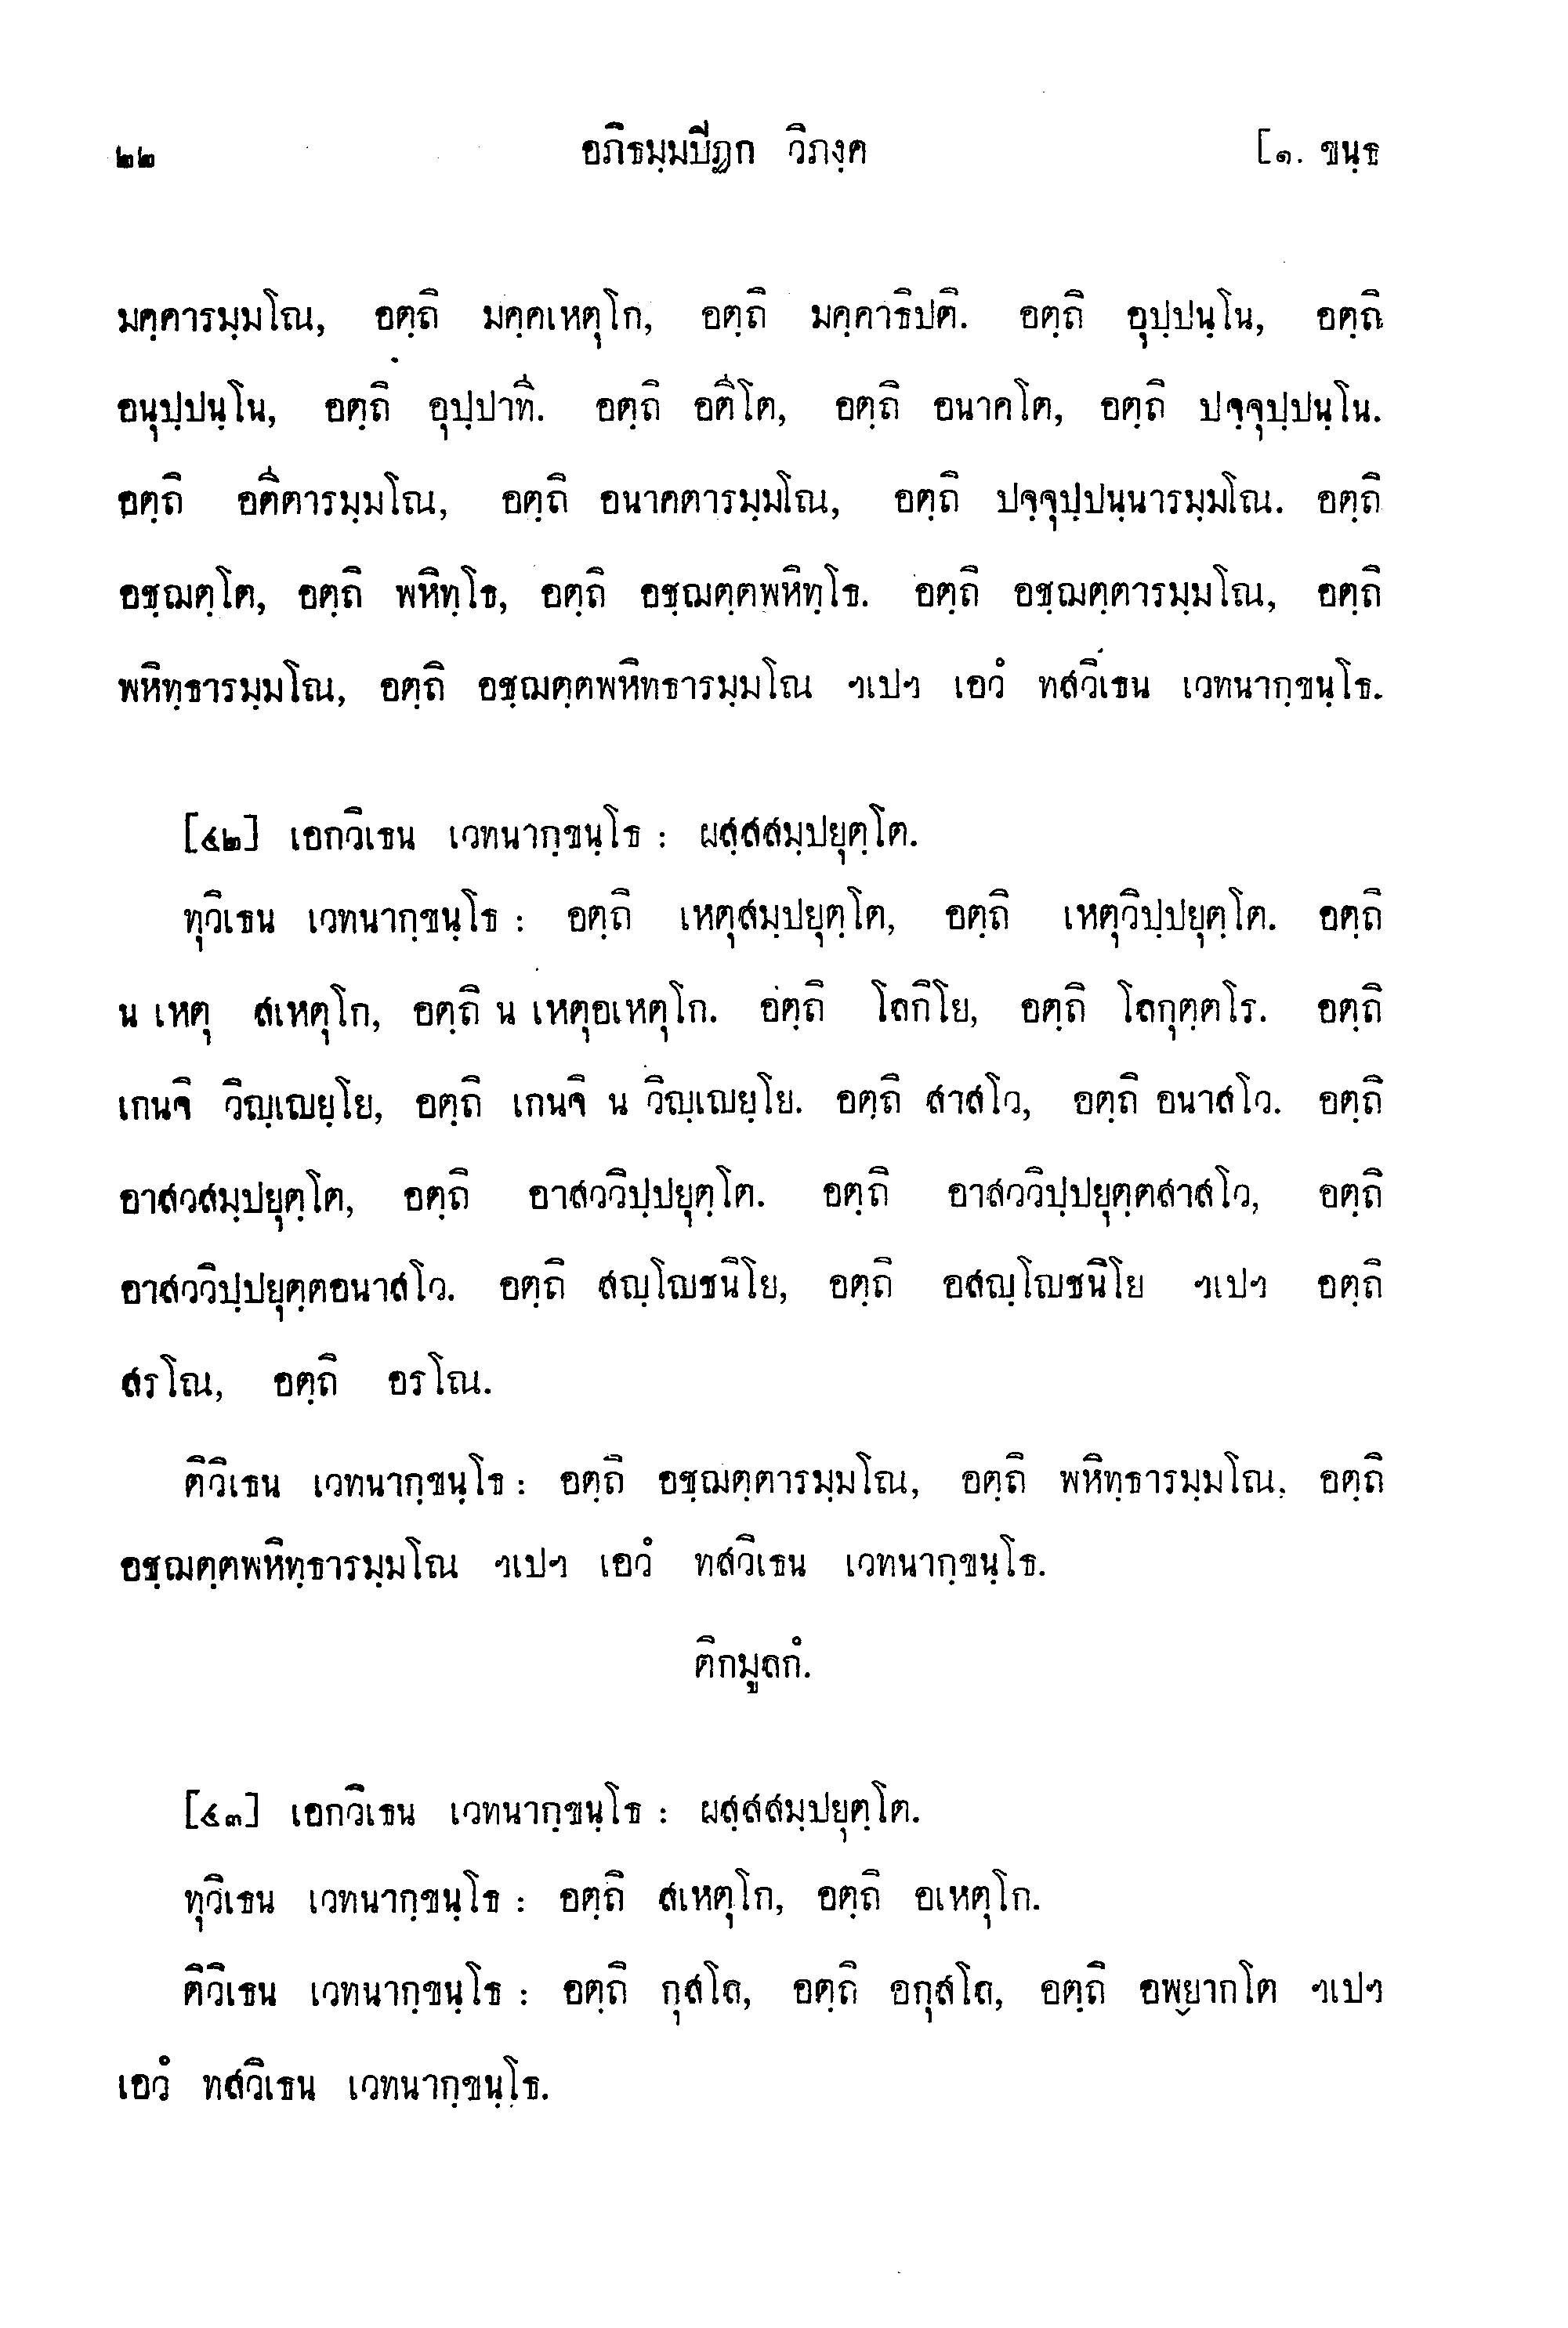 ๒๒ อภิธมฺมปิฏก วิภงฺค [๑. ขนฺธ
มคฺคารมฺมโณ, อตฺถิ มคฺคเหตุโก, อตฺถิ มคฺคาธิปติ. อตฺถิ อุปฺปนฺโน, อตฺถิ
อนุปฺปนฺโน, อตฺถิ อุปฺปาที. อตฺถิ อตีโต, อตฺถิ อนาคโต, อตฺถิ ปจฺจุปฺปนฺโน.
อตฺถิ อตีตารมฺมโณ, อตฺถิ อนาคตารมฺมโณ, อตฺถิ ปจฺจุปฺปนฺนารมฺมโณ. อตฺถิ
อชฺฌตฺโต, อตฺถิ พหิทฺโธ, อตฺถิ อชฺฌตฺตพหิทฺโธ. อตฺถิ อชฺฌตฺตารมฺมโณ, อตฺถิ
พหิทฺธารมฺมโณ, อตฺถิ อชฺฌตฺตพหิทธารมฺมโณ ฯเปฯ เอวํ ทสวิเธน เวทนากฺขนฺโธ.
[๕๒] เอกวิเธน เวทนากฺขนฺโธ : ผสฺสสมฺปยุตฺโต.
ทุวิเธน เวทนากฺขนฺโธ : อตฺถิ เหตุสมฺปยุตฺโต, อตฺถิ เหตุวิปฺปยุตฺโต. อตฺถิ
น เหตุ สเหตุโก, อตฺถิ น เหตุอเหตุโก. อตฺถิ โลกิโย, อตฺถิ โลกุตฺตโร. อตฺถิ
เกนจิ วิญฺเญยฺโย, อตฺถิ เกนจิ น วิญฺเญยฺโย. อตฺถิ สาสโว, อตฺถิ อนาสโว. อตฺถิ
อาสวสมฺปยุตฺโต, อตฺถิ อาสววิปฺปยุตฺโต. อตฺถิ อาสววิปฺปยุตฺตสาสโว, อตฺถิ
อาสววิปฺปยุตฺตอนาสโว. อตฺถิ สญฺโญชนิโย, อตฺถิ อสญฺโญชนิโย ฯเปฯ อตฺถิ
สรโณ, อตฺถิ อรโณ.
ติวิเธน เวทนากฺขนฺโธ : อตฺถิ อชฺฌตฺตารมฺมโณ, อตฺถิ พหิทฺธารมฺมโณ, อตฺถิ
อชฺฌตฺตพหิทฺธารมฺมโณ ฯเปฯ เอวํ ทสวิเธน เวทนากฺขนฺโธ.
ติกมูลกํ.
[๕๓] เอกวิเธน เวทนากฺขนฺโธ : ผสฺสสมฺปยุตฺโต.
ทุวิเธน เวทนากฺขนฺโธ : อตฺถิ สเหตุโก, อตฺถิ อเหตุโก.
ติวิเธน เวทนากฺขนฺโธ : อตฺถิ กุสโล, อตฺถิ อกุสโล, อตฺถิ อพฺยากโต ฯเปฯ
เอวํ ทสวิเธน เวทนากฺขนฺโธ.